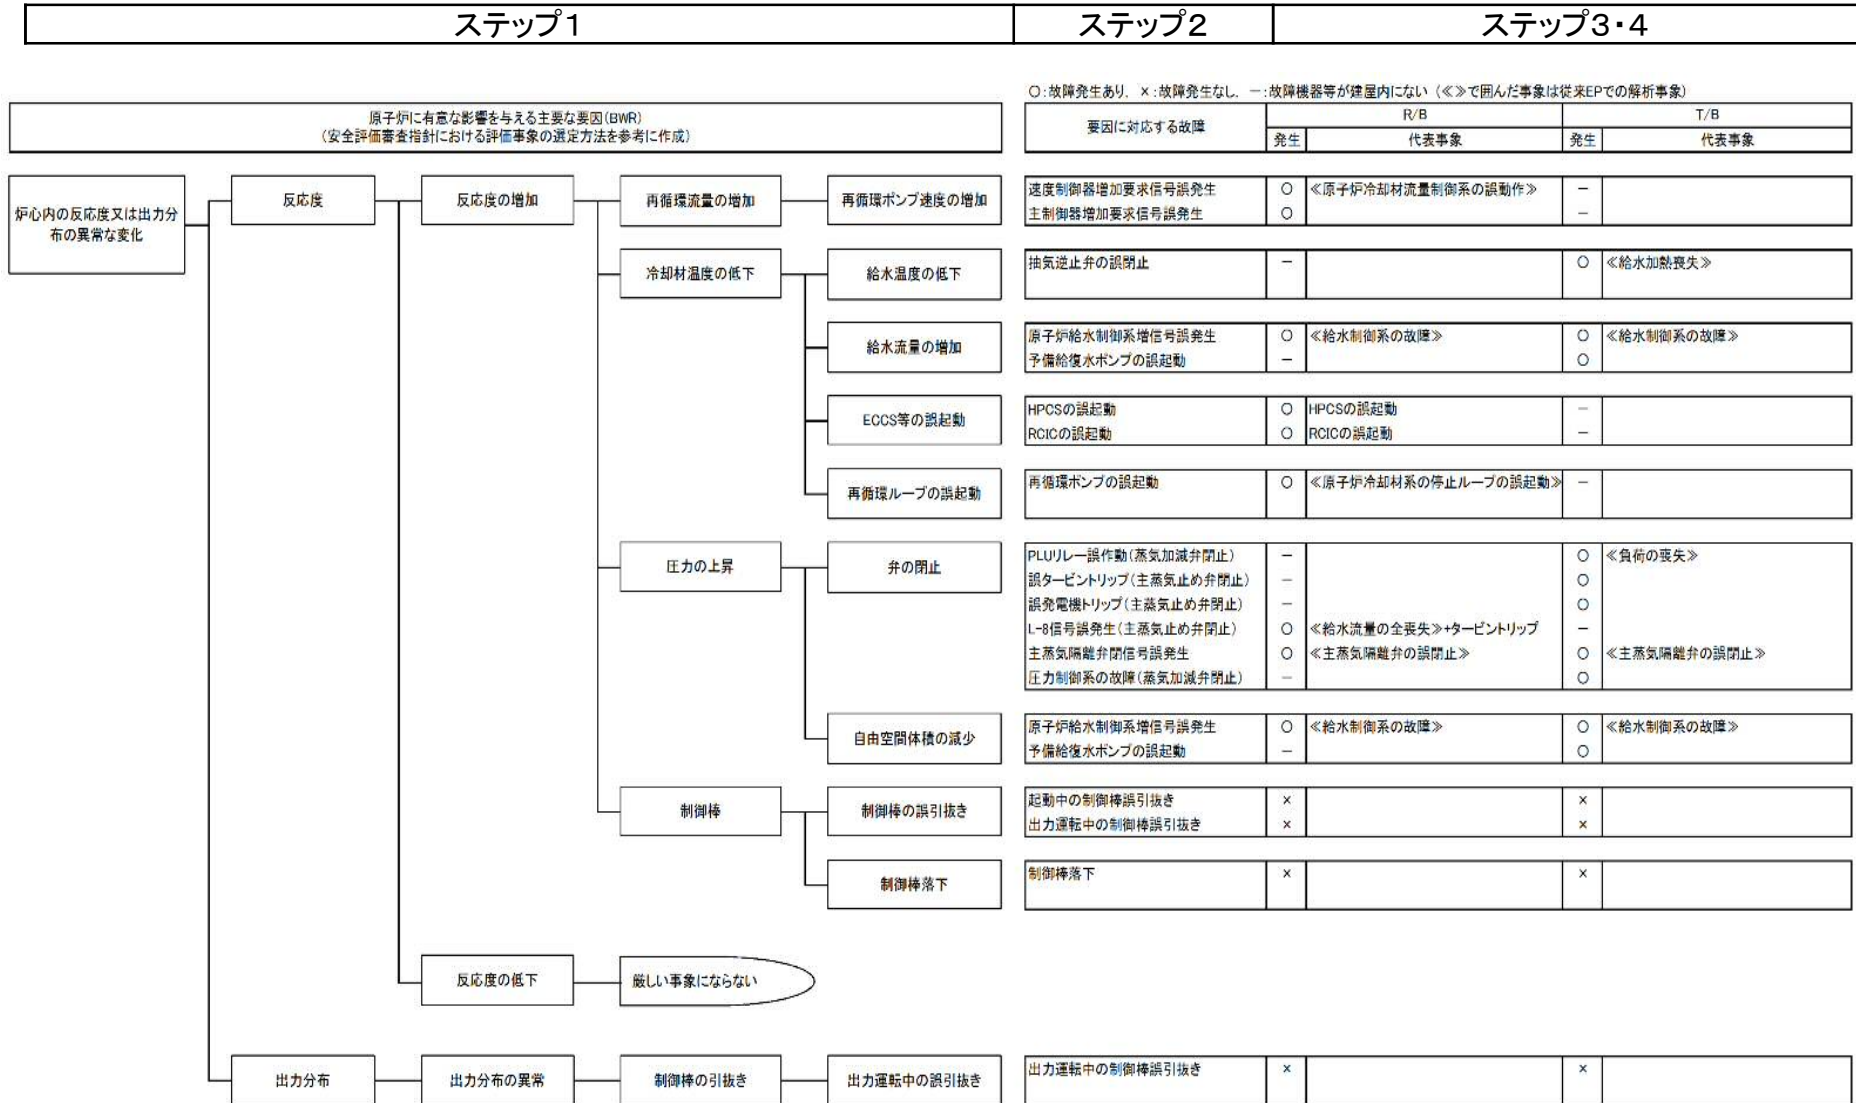 ステップ1
ステップ2
ステップ3・4
○：故障発生あり、×：故障発生なし、－：故障機器等が建屋内にない（≪≫で囲んだ事象は従来EPでの解析事象）
原子炉に有意な影響を与える主要な要因(BWR)
（安全評価審査指針における評価事象の選定方法を参考に作成）
要因に対応する故障
R/B
T/B
発生
代表事象
発生
代表事象
炉心内の反応度又は出力分
布の異常な変化
反応度
反応度の増加
再循環流量の増加
再循環ポンプ速度の増加
速度制御器増加要求信号誤発生 ○ ≪原子炉冷却材流量制御系の誤動作≫ －
主制御器増加要求信号誤発生 ○ －
冷却材温度の低下
給水温度の低下
抽気逆止弁の誤閉止 － ○ ≪給水加熱喪失≫
給水流量の増加
原子炉給水制御系増信号誤発生 ○ ≪給水制御系の故障≫ ○ ≪給水制御系の故障≫
予備給復水ポンプの誤起動 － ○
ECCS等の誤起動
HPCSの誤起動 ○ HPCSの誤起動 －
RCICの誤起動 ○ RCICの誤起動 －
再循環ループの誤起動
再循環ポンプの誤起動 ○ ≪原子炉冷却材系の停止ループの誤起動≫ －
圧力の上昇
弁の閉止
PLUリレー誤作動（蒸気加減弁閉止） － ○ ≪負荷の喪失≫
誤タービントリップ（主蒸気止め弁閉止） － ○
誤発電機トリップ（主蒸気止め弁閉止） － ○
L-8信号誤発生（主蒸気止め弁閉止） ○ ≪給水流量の全喪失≫+タービントリップ －
主蒸気隔離弁閉信号誤発生 ○ ≪主蒸気隔離弁の誤閉止≫ ○ ≪主蒸気隔離弁の誤閉止≫
圧力制御系の故障（蒸気加減弁閉止） － ○
自由空間体積の減少
原子炉給水制御系増信号誤発生 ○ ≪給水制御系の故障≫ ○ ≪給水制御系の故障≫
予備給復水ポンプの誤起動 － ○
制御棒
制御棒の誤引抜き
起動中の制御棒誤引抜き × ×
出力運転中の制御棒誤引抜き × ×
制御棒落下
制御棒落下 × ×
反応度の低下
厳しい事象にならない
出力分布
出力分布の異常
制御棒の引抜き
出力運転中の誤引抜き
出力運転中の制御棒誤引抜き × ×